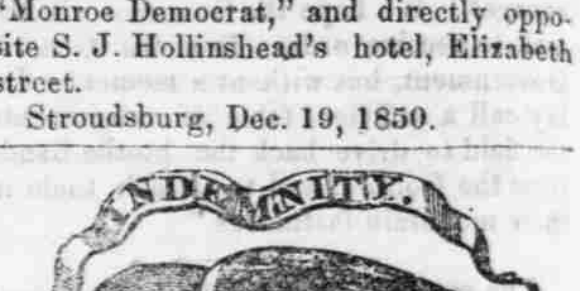 "Monroe Democrat," and directly oppo-
site S. J. Hollinshead's hotel, Elizabeth
street.
Stroudsburg, Dec. 19, 1850.
INDEMNITY.